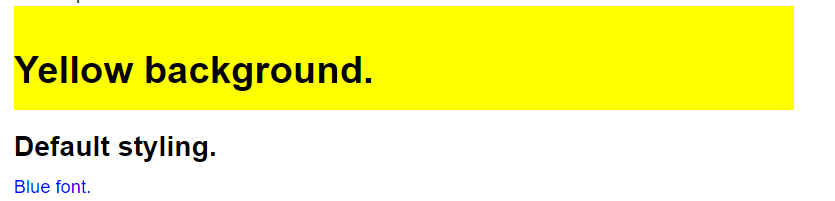 Yellow background.
Default styling.
Blue font.